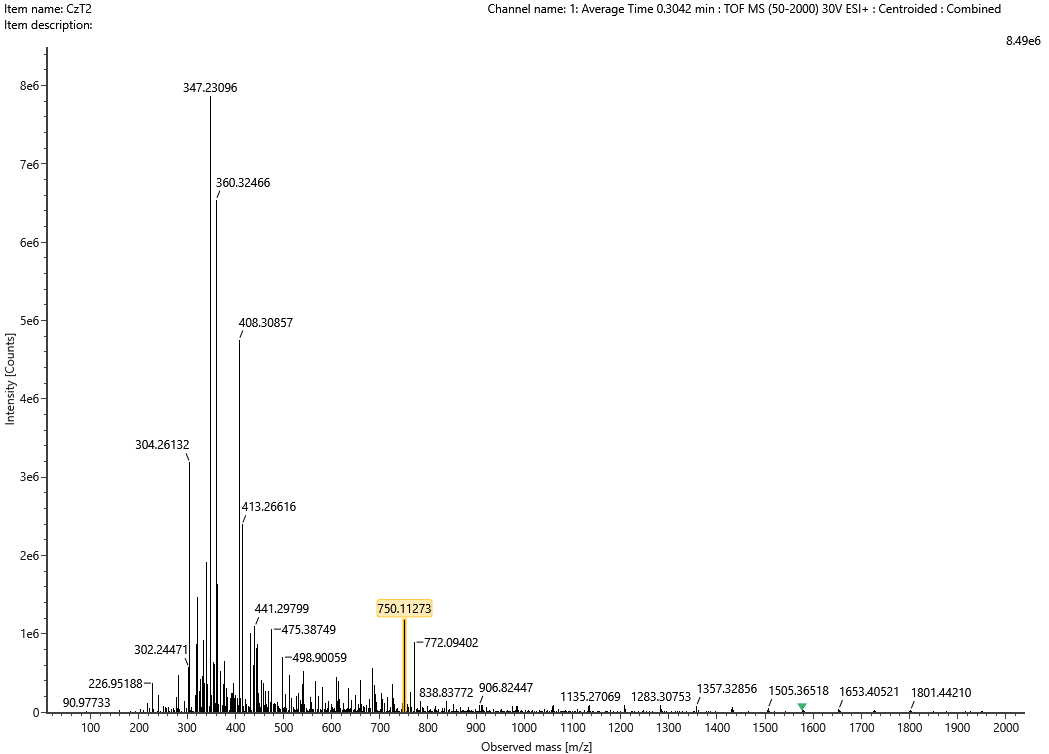 Item name: CzT2
Channel name: 1: Average Time 0.3042 min : TOF MS (50-2000) 30V ESI+ : Centroided : Combined
Item description:
8.49e6
8e6
347.23096
7e6
360.32466
6e6
5e6
408.30857
Intensity [Counts]
4e6
304.26132
3e6
413.26616
2e6
441.29799
750.11273
1e6
475.38749
772.09402
302.24471
498.90059
226.95188
838.83772
906.82447
1357.32856
1505.36518
1653.40521
1801.44210
90.97733
1135.27069
1283.30753
0
100 200 300 400 500 600 700 800 900 1000 1100 1200 1300 1400 1500 1600 1700 1800 1900 2000
Observed mass [m/z]